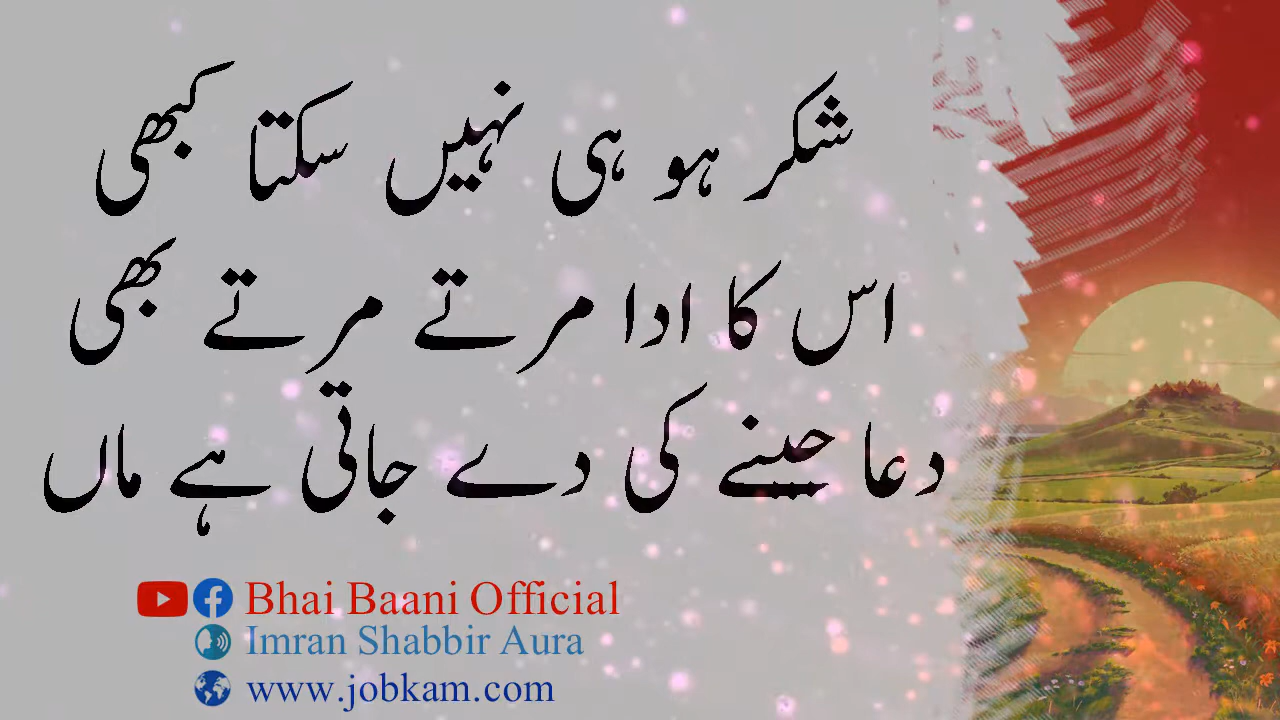 شکر ہو ہی نہیں سکتا کبھی
اس کا ادا مرتے مرتے بھی
دعا جینے کی دے جاتی ہے ماں
Bhai Baani Official
Imran Shabbir Aura
www.jobkam.com